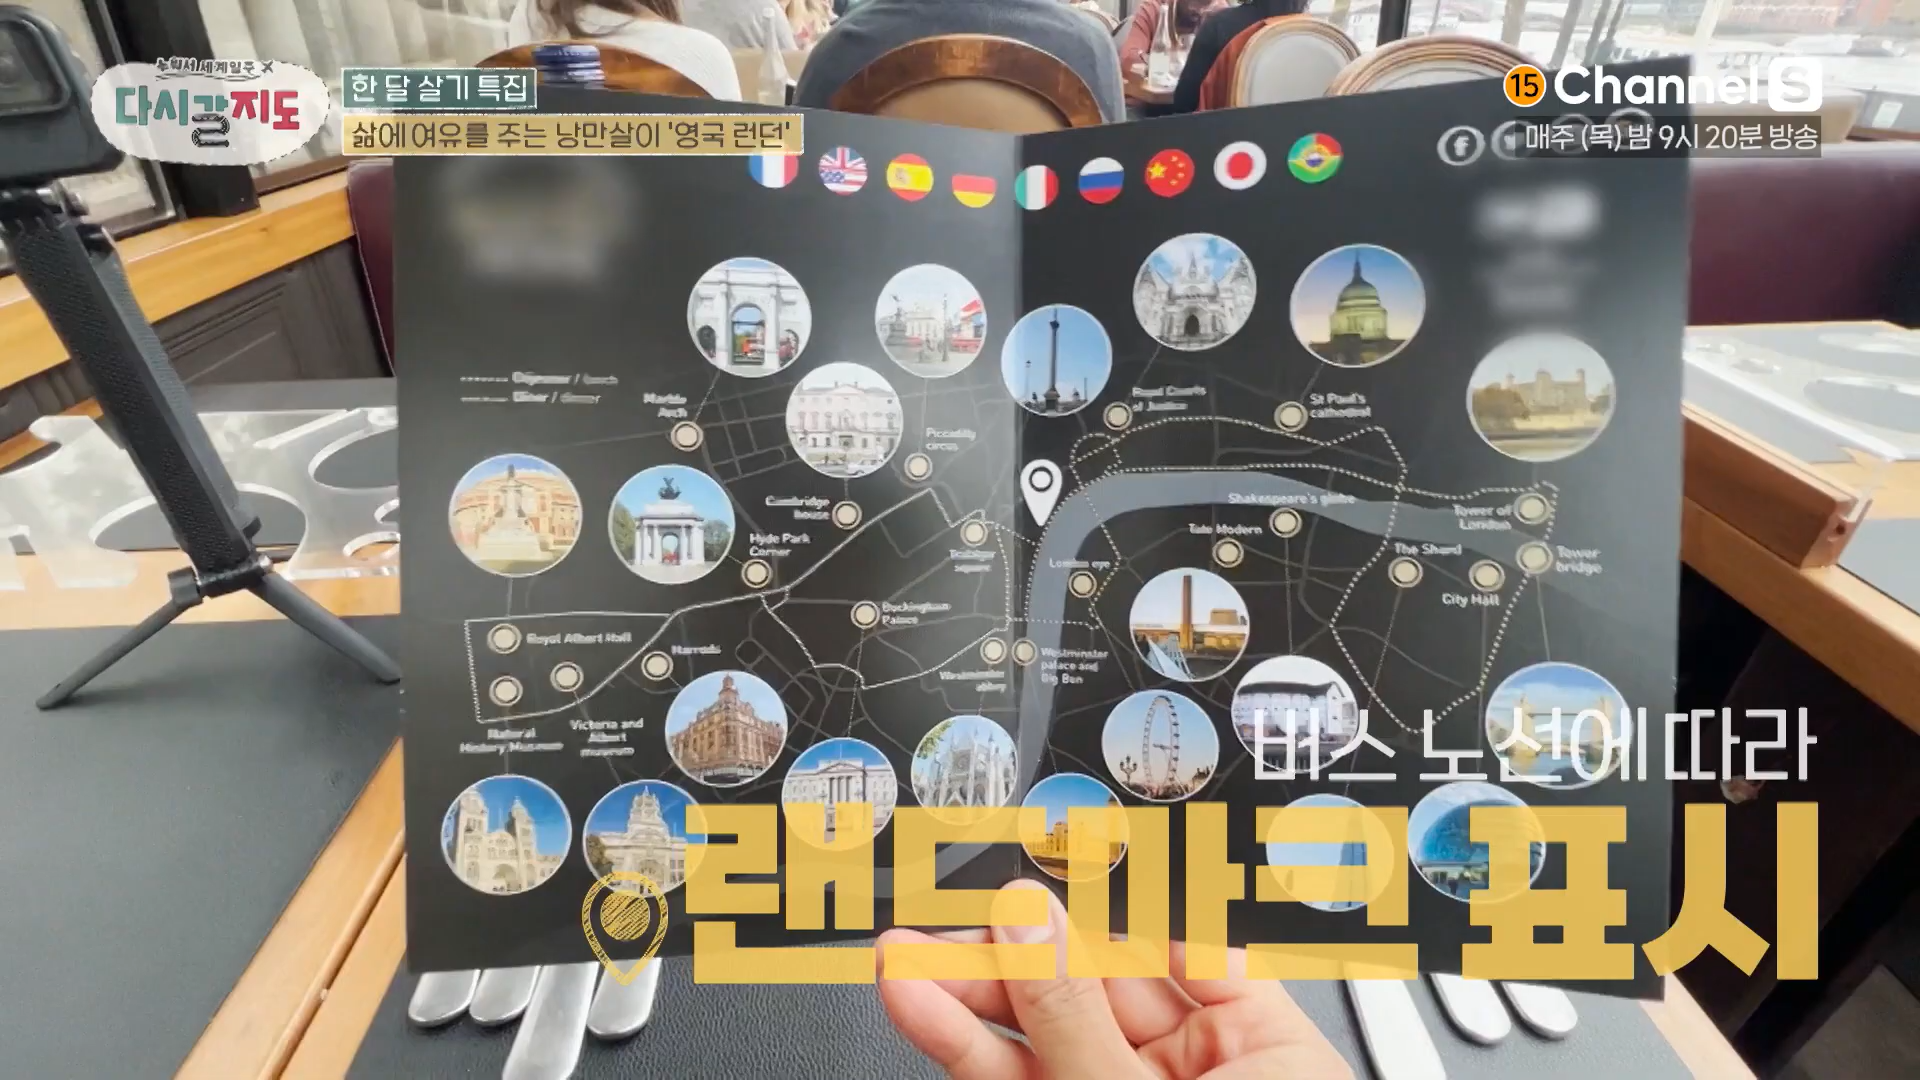 누워서 세계일주 X
다시갈지도
한 달 살기 특집
삶에 여유를 주는 낭만살이 '영국 런던'
15 Channel S
매주 (목) 밤 9시 20분 방송
Déjeuner / lunch
Dîner / dinner
Marble
Arch
Piccadilly
circus
Royal Courts
of Justice
St Paul's
cathedral
Cambridge
house
Hyde Park
Corner
Trafalgar
square
London eye
Tate Modern
Shakespeare's globe
Tower of
London
The Shard
City Hall
Tower
bridge
Buckingham
Palace
Royal Albert Hall
Harrods
Westminster
abbey
Westminster
palace and
Big Ben
Natural
History Museum
Victoria and
Albert
museum
버스 노선에 따라
랜드마크 표시